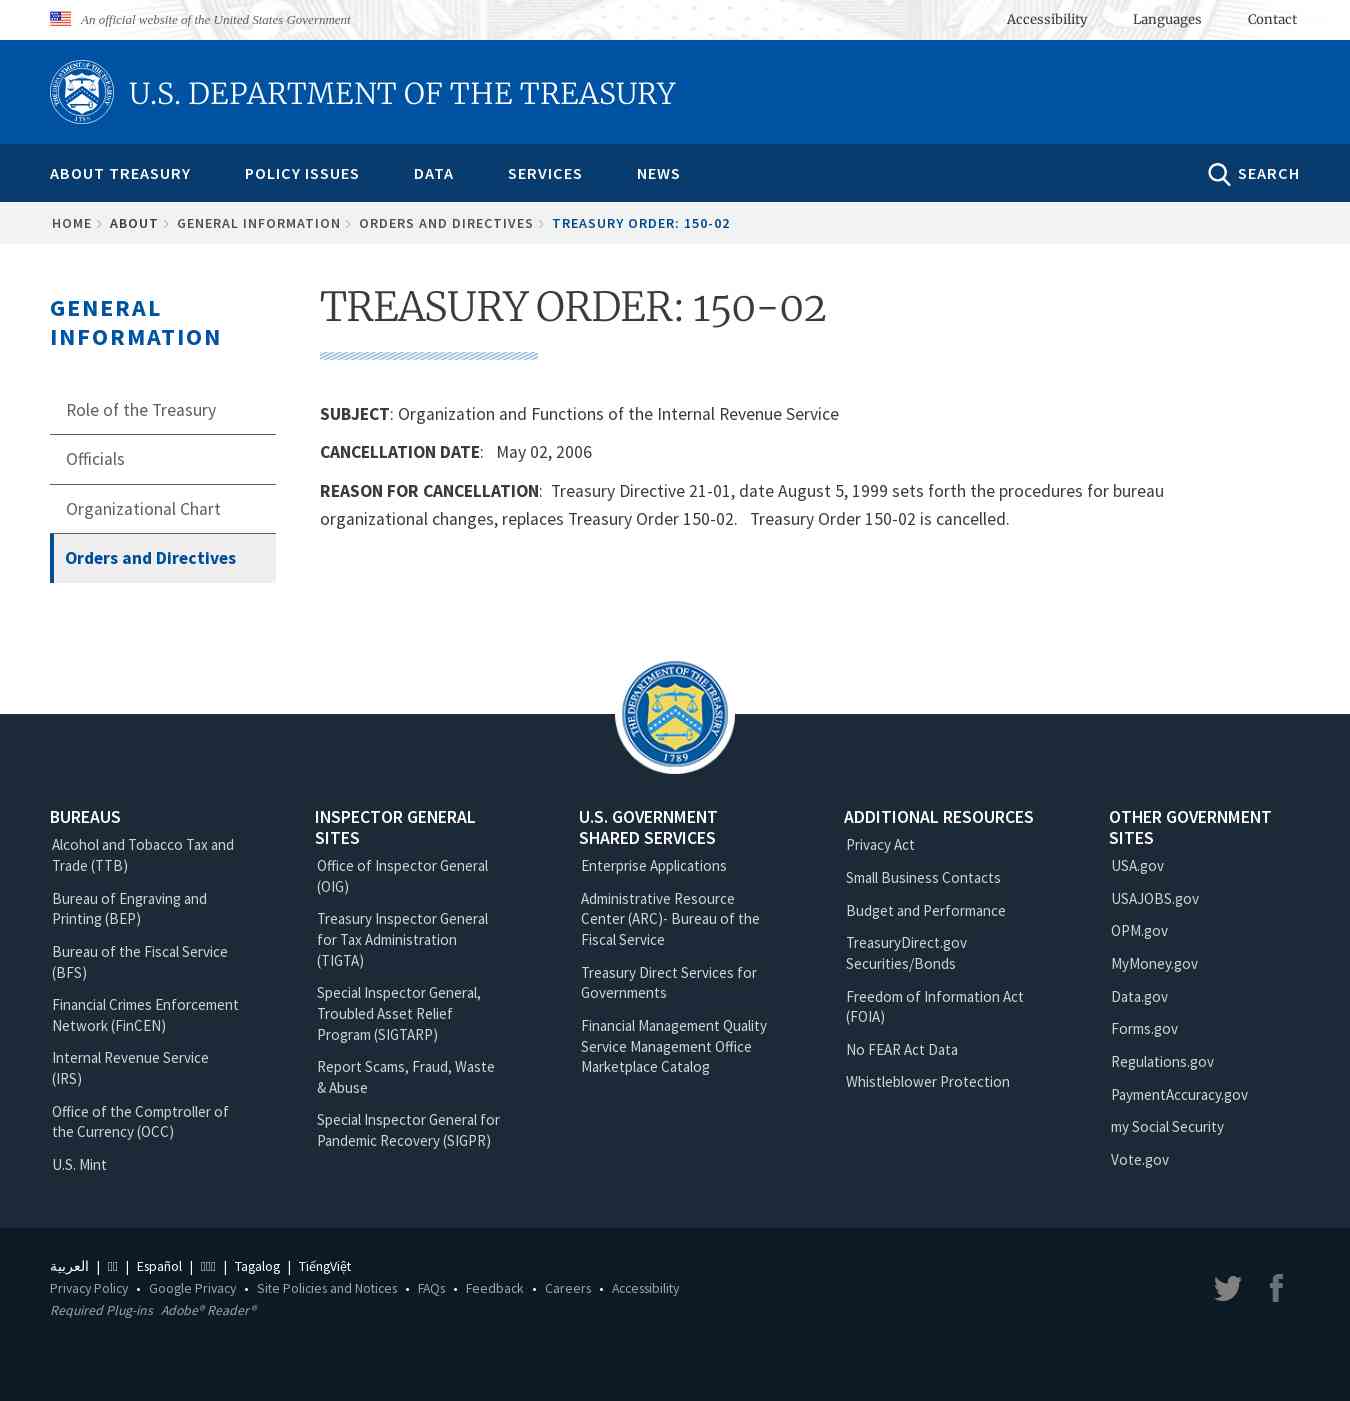 An official website of the United States Government
Accessibility
Languages
Contact
U.S. DEPARTMENT OF THE TREASURY
ABOUT TREASURY
POLICY ISSUES
DATA
SERVICES
NEWS
SEARCH
HOME
ABOUT
GENERAL INFORMATION
ORDERS AND DIRECTIVES
TREASURY ORDER: 150-02
GENERAL
INFORMATION
Role of the Treasury
Officials
Organizational Chart
Orders and Directives
TREASURY ORDER: 150-02
SUBJECT: Organization and Functions of the Internal Revenue Service
CANCELLATION DATE:   May 02, 2006
REASON FOR CANCELLATION:  Treasury Directive 21-01, date August 5, 1999 sets forth the procedures for bureau
organizational changes, replaces Treasury Order 150-02.   Treasury Order 150-02 is cancelled.
THE DEPARTMENT OF THE TREASURY
1789
BUREAUS
Alcohol and Tobacco Tax and
Trade (TTB)
Bureau of Engraving and
Printing (BEP)
Bureau of the Fiscal Service
(BFS)
Financial Crimes Enforcement
Network (FinCEN)
Internal Revenue Service
(IRS)
Office of the Comptroller of
the Currency (OCC)
U.S. Mint
INSPECTOR GENERAL
SITES
Office of Inspector General
(OIG)
Treasury Inspector General
for Tax Administration
(TIGTA)
Special Inspector General,
Troubled Asset Relief
Program (SIGTARP)
Report Scams, Fraud, Waste
& Abuse
Special Inspector General for
Pandemic Recovery (SIGPR)
U.S. GOVERNMENT
SHARED SERVICES
Enterprise Applications
Administrative Resource
Center (ARC)- Bureau of the
Fiscal Service
Treasury Direct Services for
Governments
Financial Management Quality
Service Management Office
Marketplace Catalog
ADDITIONAL RESOURCES
Privacy Act
Small Business Contacts
Budget and Performance
TreasuryDirect.gov
Securities/Bonds
Freedom of Information Act
(FOIA)
No FEAR Act Data
Whistleblower Protection
OTHER GOVERNMENT
SITES
USA.gov
USAJOBS.gov
OPM.gov
MyMoney.gov
Data.gov
Forms.gov
Regulations.gov
PaymentAccuracy.gov
my Social Security
Vote.gov
العربية | | Español | | Tagalog | TiếngViệt
Privacy Policy • Google Privacy • Site Policies and Notices • FAQs • Feedback • Careers • Accessibility
Required Plug-ins Adobe® Reader®